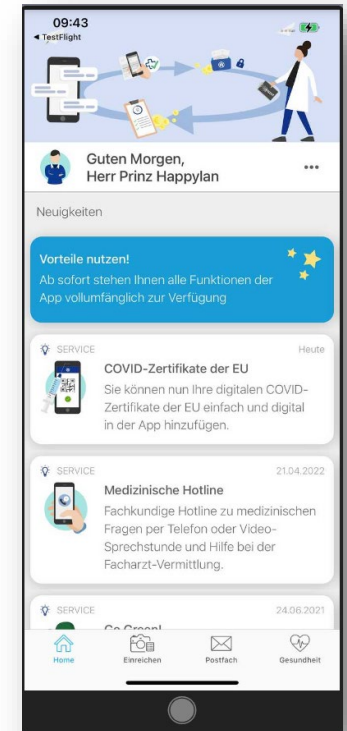 09:43
◀ TestFlight
Guten Morgen,
Herr Prinz Happylan
Neuigkeiten
Vorteile nutzen!
Ab sofort stehen Ihnen alle Funktionen der
App vollumfänglich zur Verfügung
SERVICE
Heute
COVID-Zertifikate der EU
Sie können nun Ihre digitalen COVID-
Zertifikate der EU einfach und digital
in der App hinzufügen.
SERVICE
21.04.2022
Medizinische Hotline
Fachkundige Hotline zu medizinischen
Fragen per Telefon oder Video-
Sprechstunde und Hilfe bei der
Facharzt-Vermittlung.
SERVICE
24.06.2021
Go Green!
Home
Einreichen
Postfach
Gesundheit